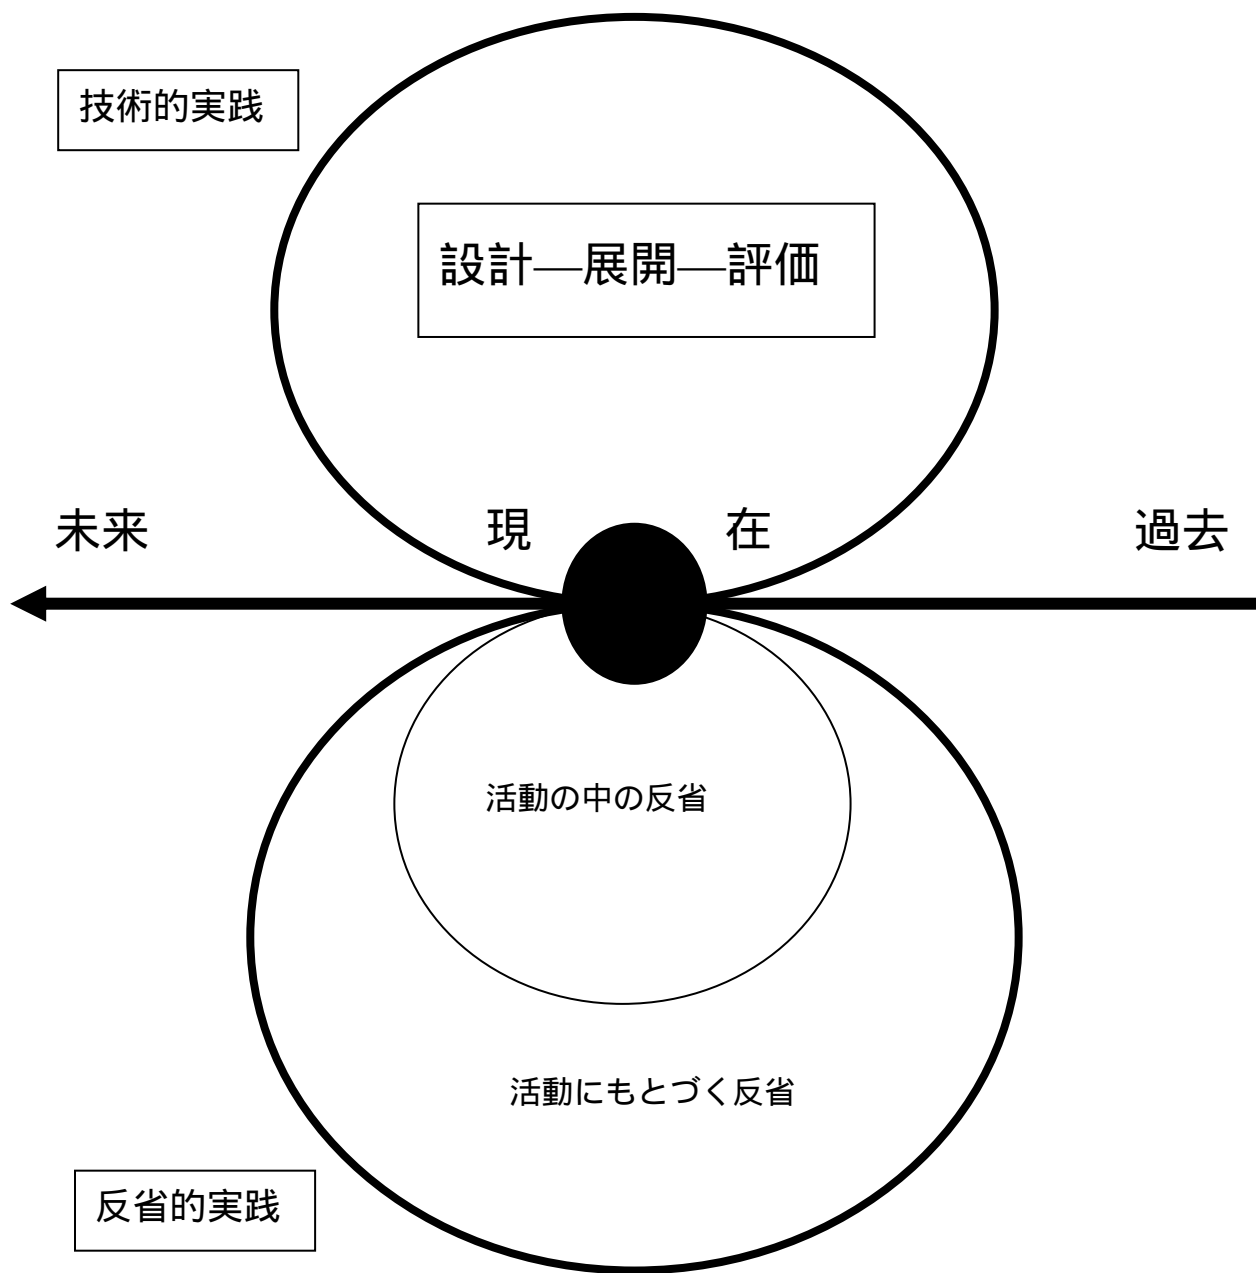 技術的実践
設計―展開―評価
未来 現 在 過去
活動の中の反省
活動にもとづく反省
反省的実践